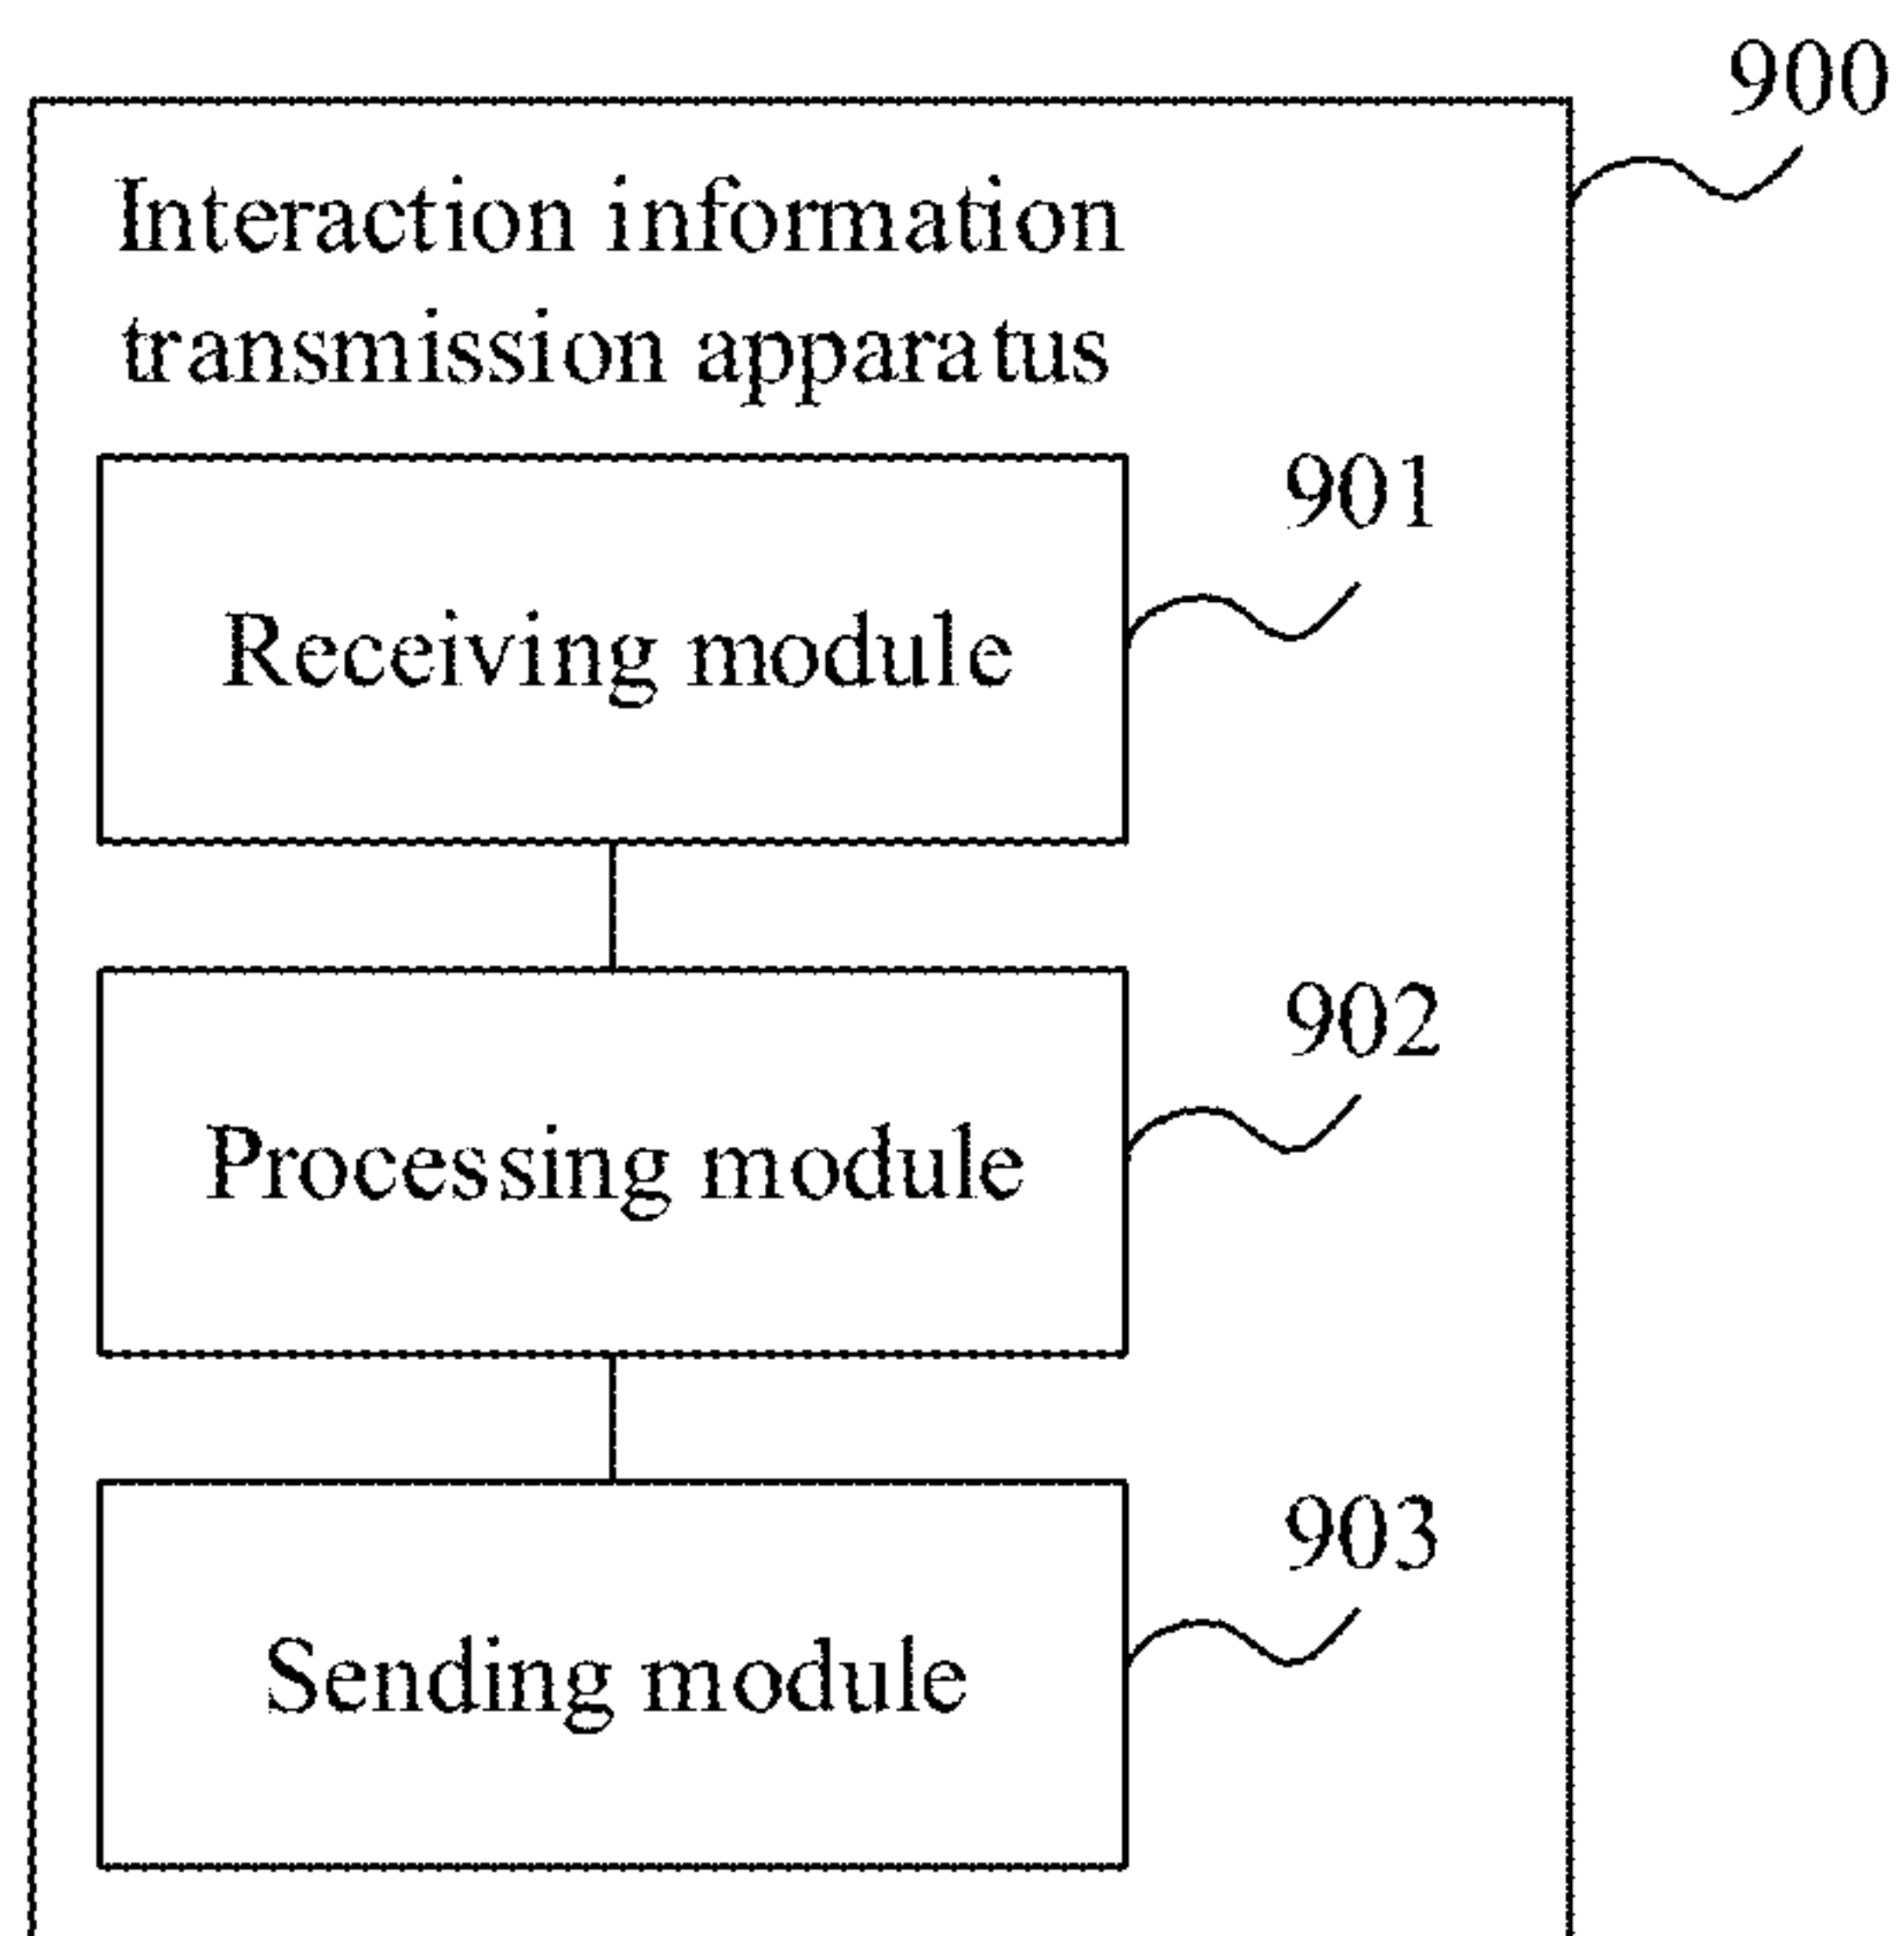 900
Interaction information
transmission apparatus
901
Receiving module
902
Processing module
903
Sending module